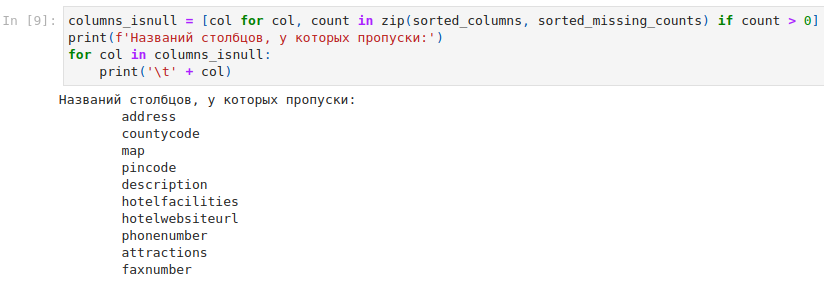 In [9]: columns_isnull = [col for col, count in zip(sorted_columns, sorted_missing_counts) if count > 0]
print(f'Названий столбцов, у которых пропуски:')
for col in columns_isnull:
    print('\t' + col)
Названий столбцов, у которых пропуски:
address
countycode
map
pincode
description
hotelfacilities
hotelwebsiteurl
phonenumber
attractions
faxnumber